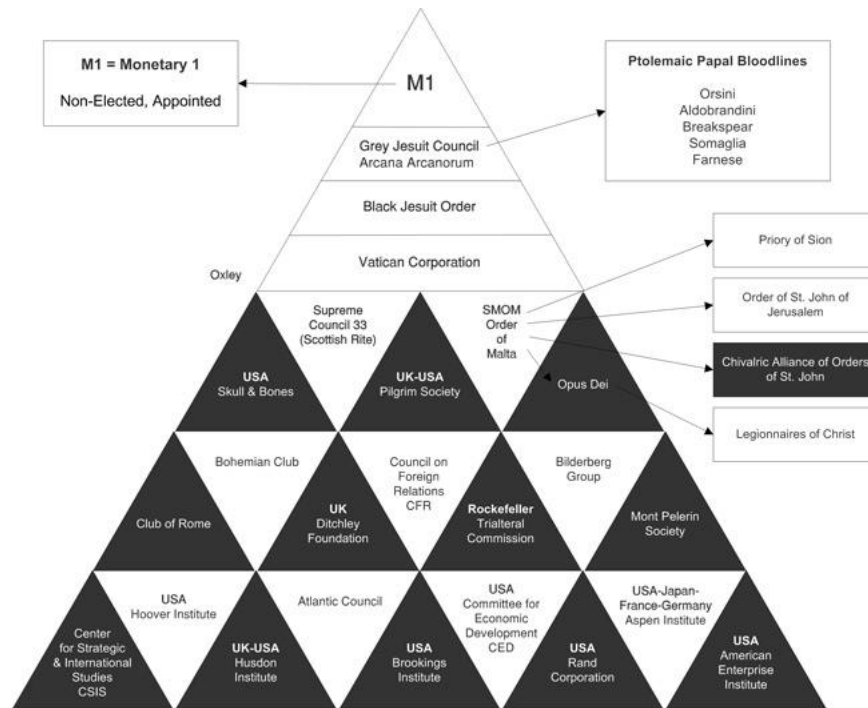 M1 = Monetary 1
Non-Elected, Appointed
M1
Ptolemaic Papal Bloodlines
Orsini
Aldobrandini
Breakspear
Somaglia
Farnese
Grey Jesuit Council
Arcana Arcanorum
Black Jesuit Order
Vatican Corporation
Oxley
Priory of Sion
Order of St. John of
Jerusalem
Chivalric Alliance of Orders
of St. John
Legionnaires of Christ
Supreme
Council 33
(Scottish Rite)
SMOM
Order
of
Malta
USA
Skull & Bones
UK-USA
Pilgrim Society
Opus Dei
Bohemian Club
Council on
Foreign
Relations
CFR
Bilderberg
Group
Club of Rome
UK
Ditchley
Foundation
Rockefeller
Trialteral
Commission
Mont Pelerin
Society
USA
Hoover Institute
Atlantic Council
USA
Committee for
Economic
Development
CED
USA-Japan-
France-Germany
Aspen Institute
Center
for Strategic
& International
Studies
CSIS
UK-USA
Husdon
Institute
USA
Brookings
Institute
USA
Rand
Corporation
USA
American
Enterprise
Institute